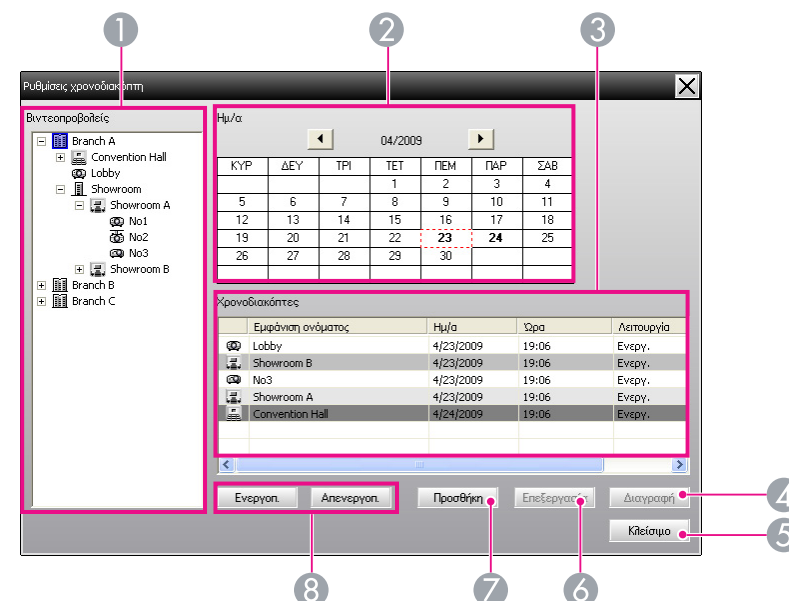 1 2 3
Ρυθμίσεις χρονοδιακόπτη
Βιντεοπροβολείς
Branch A
Convention Hall
Lobby
Showroom
Showroom A
No1
No2
No3
Showroom B
Branch B
Branch C
Ημ/α
04/2009
ΚΥΡ ΔΕΥ ΤΡΙ ΤΕΤ ΠΕΜ ΠΑΡ ΣΑΒ
1 2 3 4
5 6 7 8 9 10 11
12 13 14 15 16 17 18
19 20 21 22 23 24 25
26 27 28 29 30
Χρονοδιακόπτες
Εμφάνιση ονόματος Ημ/α Ώρα Λειτουργία
Lobby 4/23/2009 19:06 Ενεργ.
Showroom B 4/23/2009 19:06 Ενεργ.
No3 4/23/2009 19:06 Ενεργ.
Showroom A 4/23/2009 19:06 Ενεργ.
Convention Hall 4/24/2009 19:06 Ενεργ.
Ενεργοπ. Απενεργοπ. Προσθήκη Διαγραφή 4
Κλείσιμο 5
8 7 6